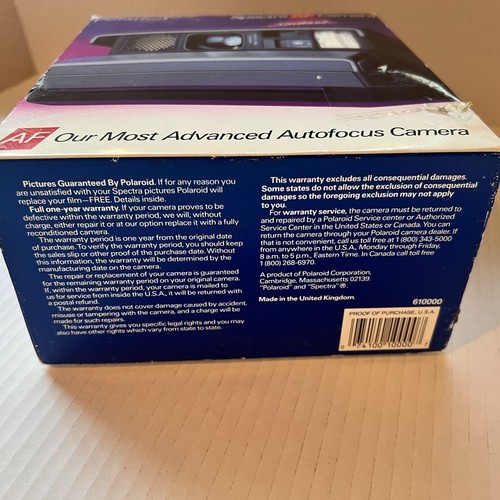 AF Our Most Advanced Autofocus Camera
Pictures Guaranteed By Polaroid. If for any reason you
are unsatisfied with your Spectra pictures Polaroid will
replace your film—FREE. Details inside.
Full one-year warranty. If your camera proves to be
defective within the warranty period, we will, without
charge, either repair it or at our option replace it with a fully
reconditioned camera.
The warranty period is one year from the original date
of purchase. To verify the warranty period, you should keep
the sales slip or other proof of the purchase date. Without
this information, the warranty will be determined by the
manufacturing date on the camera.
The repair or replacement of your camera is guaranteed
for the remaining warranty period on your original camera.
If, within the warranty period, your camera is mailed to
us for service from inside the U.S.A., it will be returned with
a postal refund.
The warranty does not cover damage caused by accident,
misuse or tampering with the camera, and a charge will be
made for such repairs.
This warranty gives you specific legal rights and you may
also have other rights which vary from state to state.
This warranty excludes all consequential damages.
Some states do not allow the exclusion of consequential
damages so the foregoing exclusion may not apply
to you.
For warranty service, the camera must be returned to
and repaired by a Polaroid Service center or Authorized
Service Center in the United States or Canada. You can
return the camera through your Polaroid camera dealer. If
that is not convenient, call us toll free at 1 (800) 343-5000
from anywhere in the U.S.A. Monday through Friday,
8 a.m. to 5 p.m., Eastern Time. In Canada call toll free
1 (800) 268-6970.
A product of Polaroid Corporation,
Cambridge, Massachusetts 02139.
"Polaroid" and "Spectra" ®.
Made in the United Kingdom.
610000
PROOF OF PURCHASE, U.S.A.
0 74100 10000